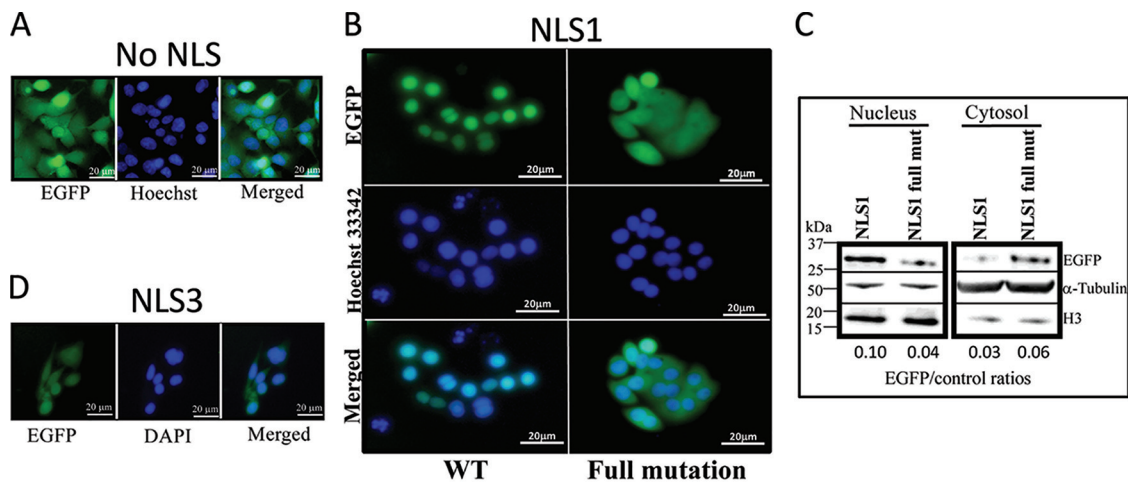 A
No NLS
20 µm
20 µm
20 µm
EGFP Hoechst Merged
B
NLS1
EGFP
20µm
20µm
Hoechst 33342
20µm
20µm
Merged
20µm
20µm
WT Full mutation
C
Nucleus Cytosol
NLS1
NLS1 full mut
NLS1
NLS1 full mut
kDa
37
25
EGFP
50
α-Tubulin
20
15
H3
0.10 0.04 0.03 0.06
EGFP/control ratios
D
NLS3
20 µm
20 µm
20 µm
EGFP DAPI Merged